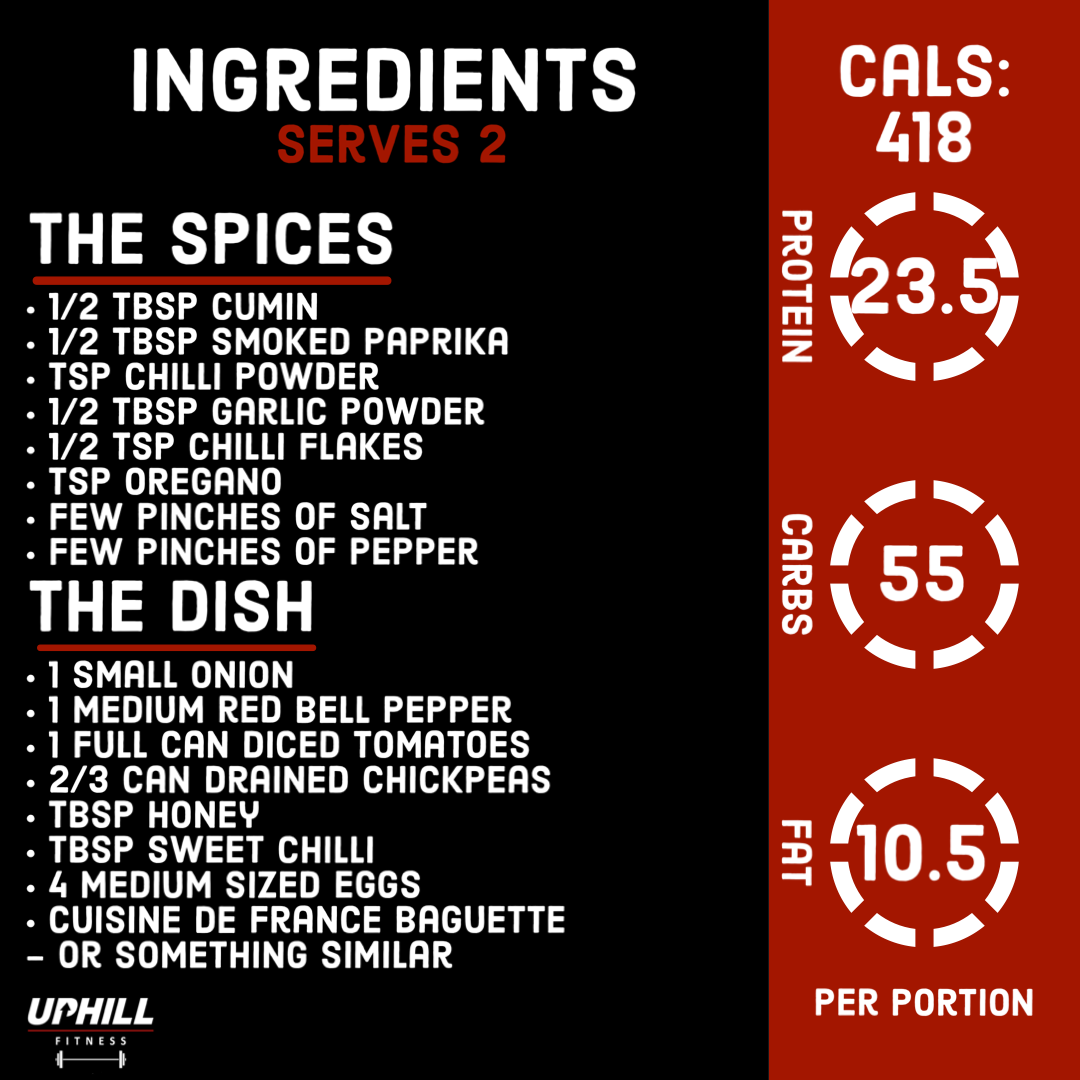 INGREDIENTS
SERVES 2
THE SPICES
• 1/2 TBSP CUMIN
• 1/2 TBSP SMOKED PAPRIKA
• TSP CHILLI POWDER
• 1/2 TBSP GARLIC POWDER
• 1/2 TSP CHILLI FLAKES
• TSP OREGANO
• FEW PINCHES OF SALT
• FEW PINCHES OF PEPPER
THE DISH
• 1 SMALL ONION
• 1 MEDIUM RED BELL PEPPER
• 1 FULL CAN DICED TOMATOES
• 2/3 CAN DRAINED CHICKPEAS
• TBSP HONEY
• TBSP SWEET CHILLI
• 4 MEDIUM SIZED EGGS
• CUISINE DE FRANCE BAGUETTE
– OR SOMETHING SIMILAR
UPHILL
FITNESS
CALS:
418
PROTEIN
23.5
CARBS
55
FAT
10.5
PER PORTION